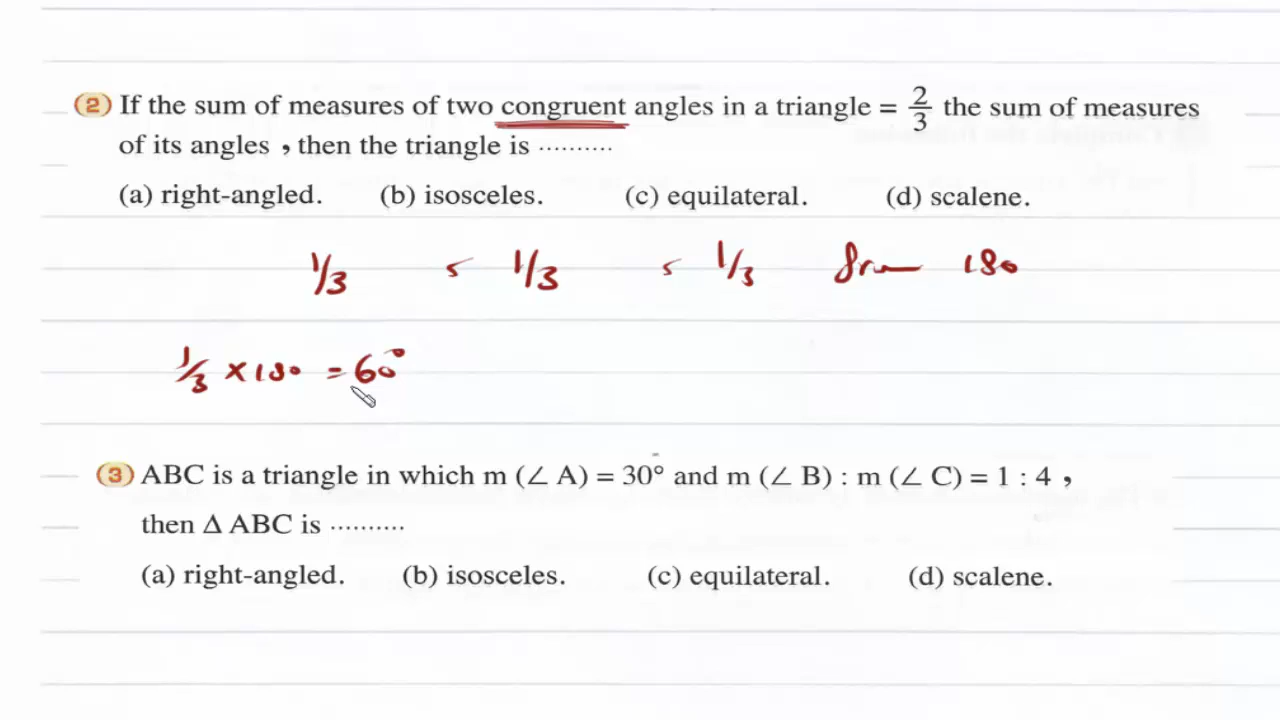 2 If the sum of measures of two congruent angles in a triangle = 2/3 the sum of measures
of its angles , then the triangle is ..........
(a) right-angled. (b) isosceles. (c) equilateral. (d) scalene.
1/3 , 1/3 , 1/3 from 180
1/3 × 180 = 60°
3 ABC is a triangle in which m (∠ A) = 30° and m (∠ B) : m (∠ C) = 1 : 4 ,
then Δ ABC is ..........
(a) right-angled. (b) isosceles. (c) equilateral. (d) scalene.